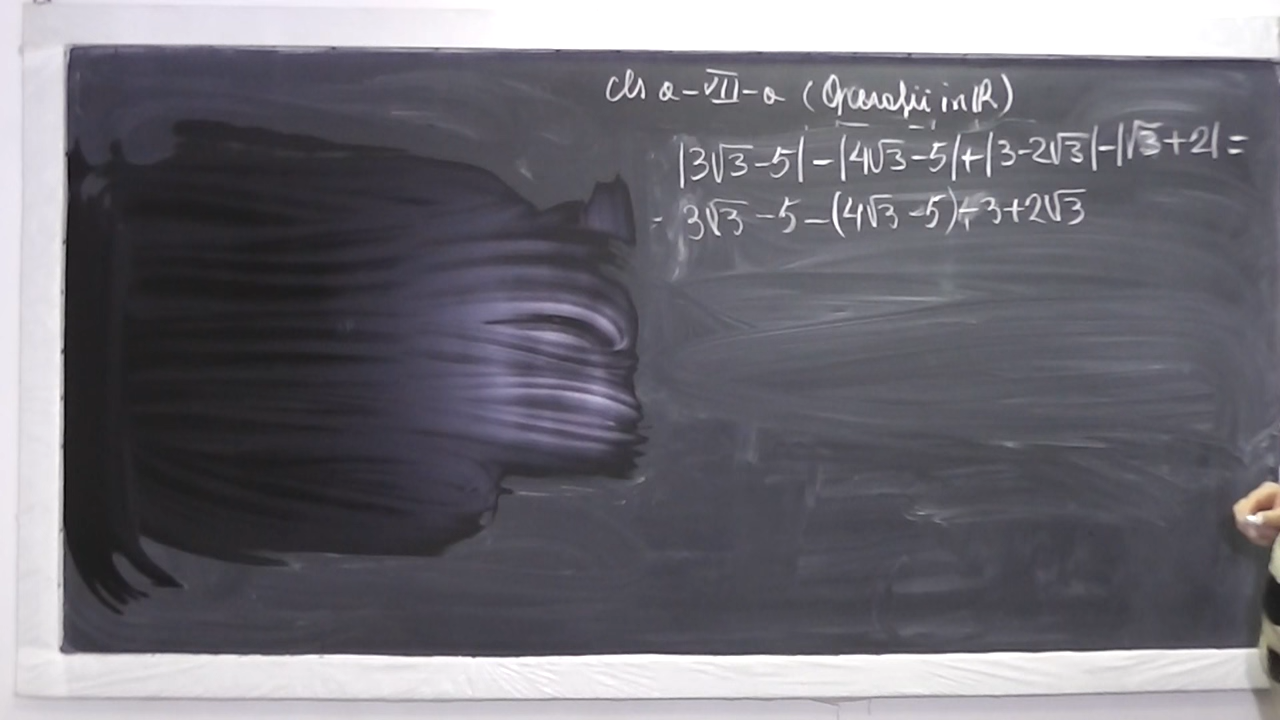 cls a-VII-a (Operații in ℝ)
|3√3-5|-|4√3-5|+|3-2√3|-|√3+2|=
= 3√3-5-(4√3-5)+-3+2√3